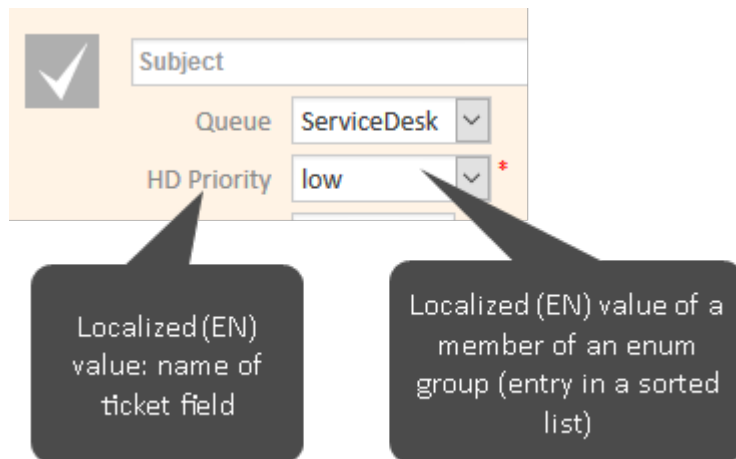 Subject
Queue ServiceDesk
HD Priority low *
Localized (EN)
value: name of
ticket field
Localized (EN) value of a
member of an enum
group (entry in a sorted
list)